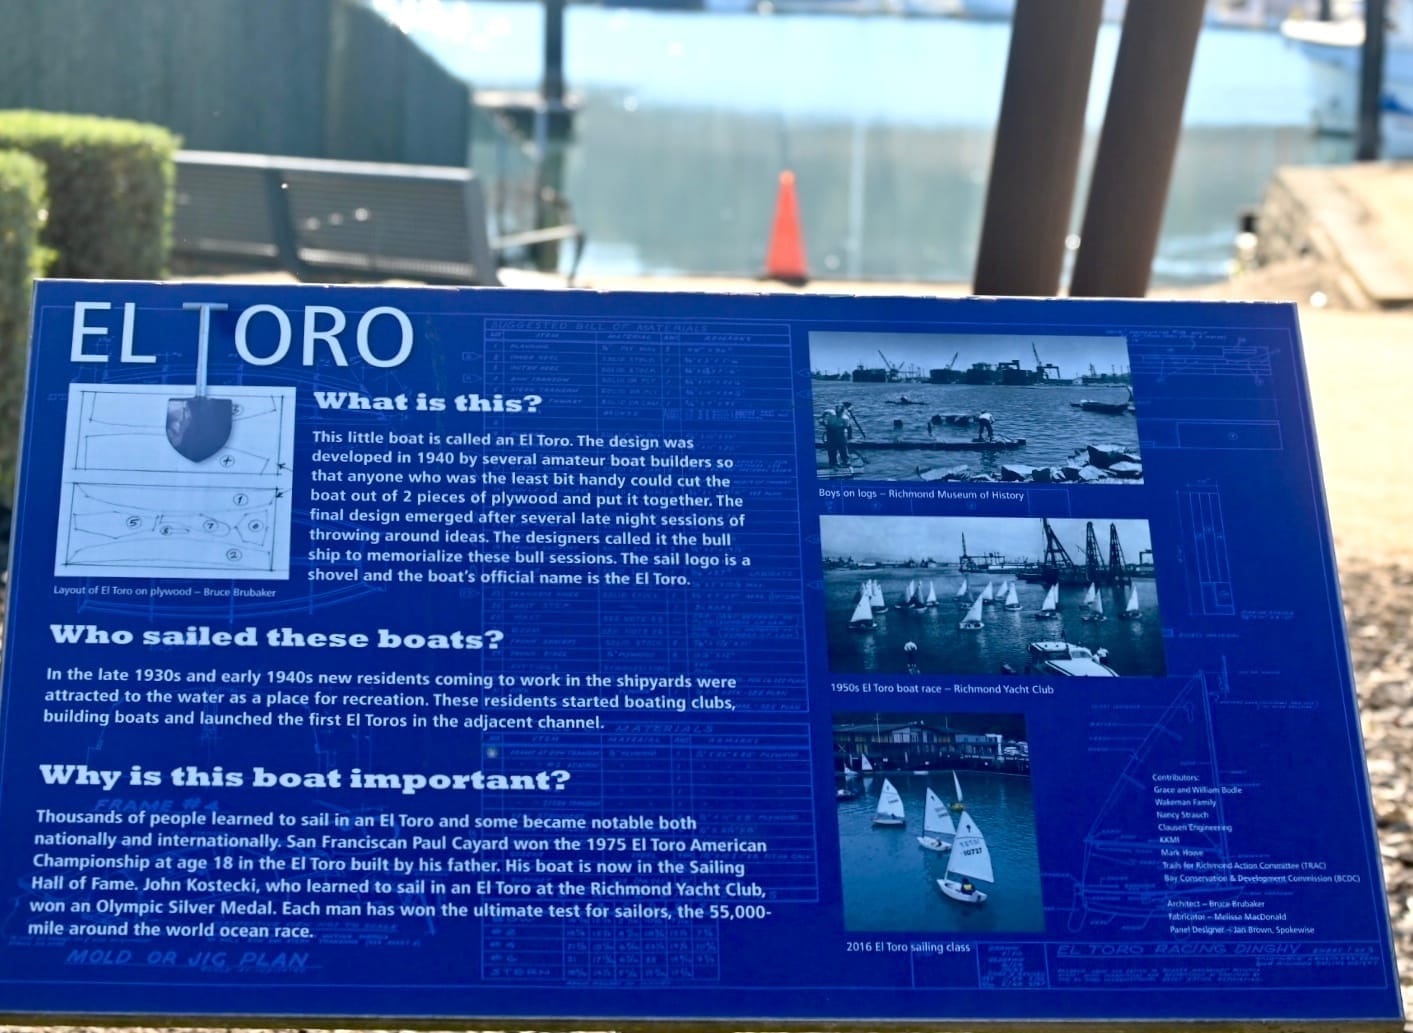 EL TORO
What is this?
This little boat is called an El Toro. The design was
developed in 1940 by several amateur boat builders so
that anyone who was the least bit handy could cut the
boat out of 2 pieces of plywood and put it together. The
final design emerged after several late night sessions of
throwing around ideas. The designers called it the bull
ship to memorialize these bull sessions. The sail logo is a
shovel and the boat's official name is the El Toro.
Layout of El Toro on plywood – Bruce Brubaker
Who sailed these boats?
In the late 1930s and early 1940s new residents coming to work in the shipyards were
attracted to the water as a place for recreation. These residents started boating clubs,
building boats and launched the first El Toros in the adjacent channel.
Why is this boat important?
Thousands of people learned to sail in an El Toro and some became notable both
nationally and internationally. San Franciscan Paul Cayard won the 1975 El Toro American
Championship at age 18 in the El Toro built by his father. His boat is now in the Sailing
Hall of Fame. John Kostecki, who learned to sail in an El Toro at the Richmond Yacht Club,
won an Olympic Silver Medal. Each man has won the ultimate test for sailors, the 55,000-
mile around the world ocean race.
FRAME #4
MOLD OR JIG PLAN
STERN
SUGGESTED BILL OF MATERIALS
ITEM MATERIAL REMARKS
MATERIALS
Boys on logs – Richmond Museum of History
1950s El Toro boat race – Richmond Yacht Club
10727
2016 El Toro sailing class
Contributors:
Grace and William Bodle
Wakeman Family
Nancy Strauch
Clausen Engineering
KKMI
Mark Howe
Trails for Richmond Action Committee (TRAC)
Bay Conservation & Development Commission (BCDC)
Architect – Bruce Brubaker
Fabricator – Melissa MacDonald
Panel Designer – Jan Brown, Spokewise
EL TORO RACING DINGHY